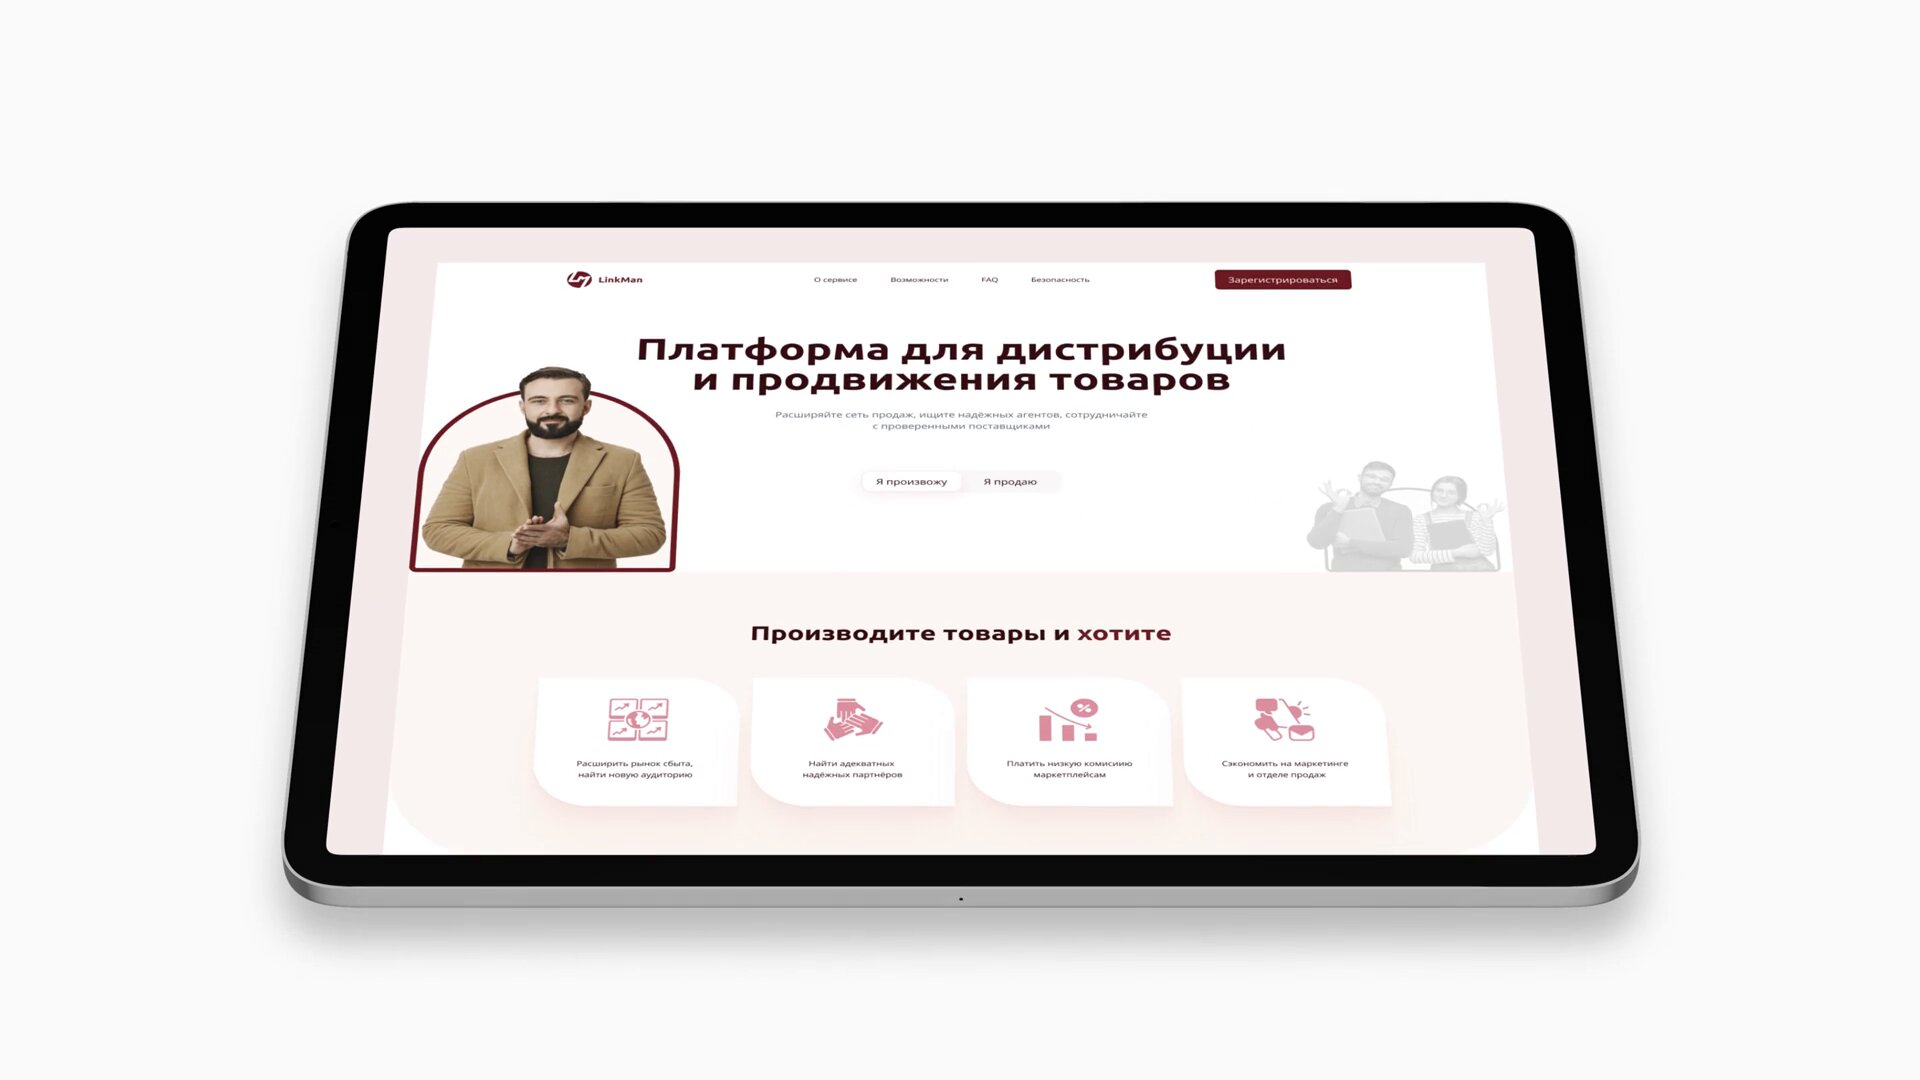 LinkMan
О сервисе
Возможности
FAQ
Безопасность
Зарегистрироваться
Платформа для дистрибуции
и продвижения товаров
Расширяйте сеть продаж, ищите надёжных агентов, сотрудничайте
с проверенными поставщиками
Я произвожу
Я продаю
Производите товары и хотите
Расширить рынок сбыта,
найти новую аудиторию
Найти адекватных
надёжных партнёров
Платить низкую комисиию
маркетплейсам
Сэкономить на маркетинге
и отделе продаж